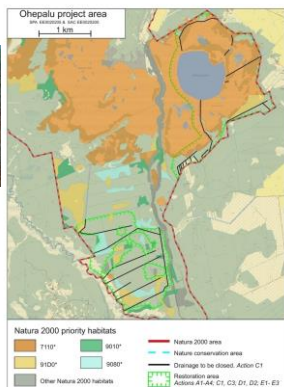 Ohepalu project area
1 km
Natura 2000 priority habitats
7110*
9010*
91D0*
9080*
Other Natura 2000 habitats
Natura 2000 area
Nature conservation area
Drainage to be closed. Action C1
Restoration area
Actions A1-A4, C1, C3, D1, D2, E1- E3